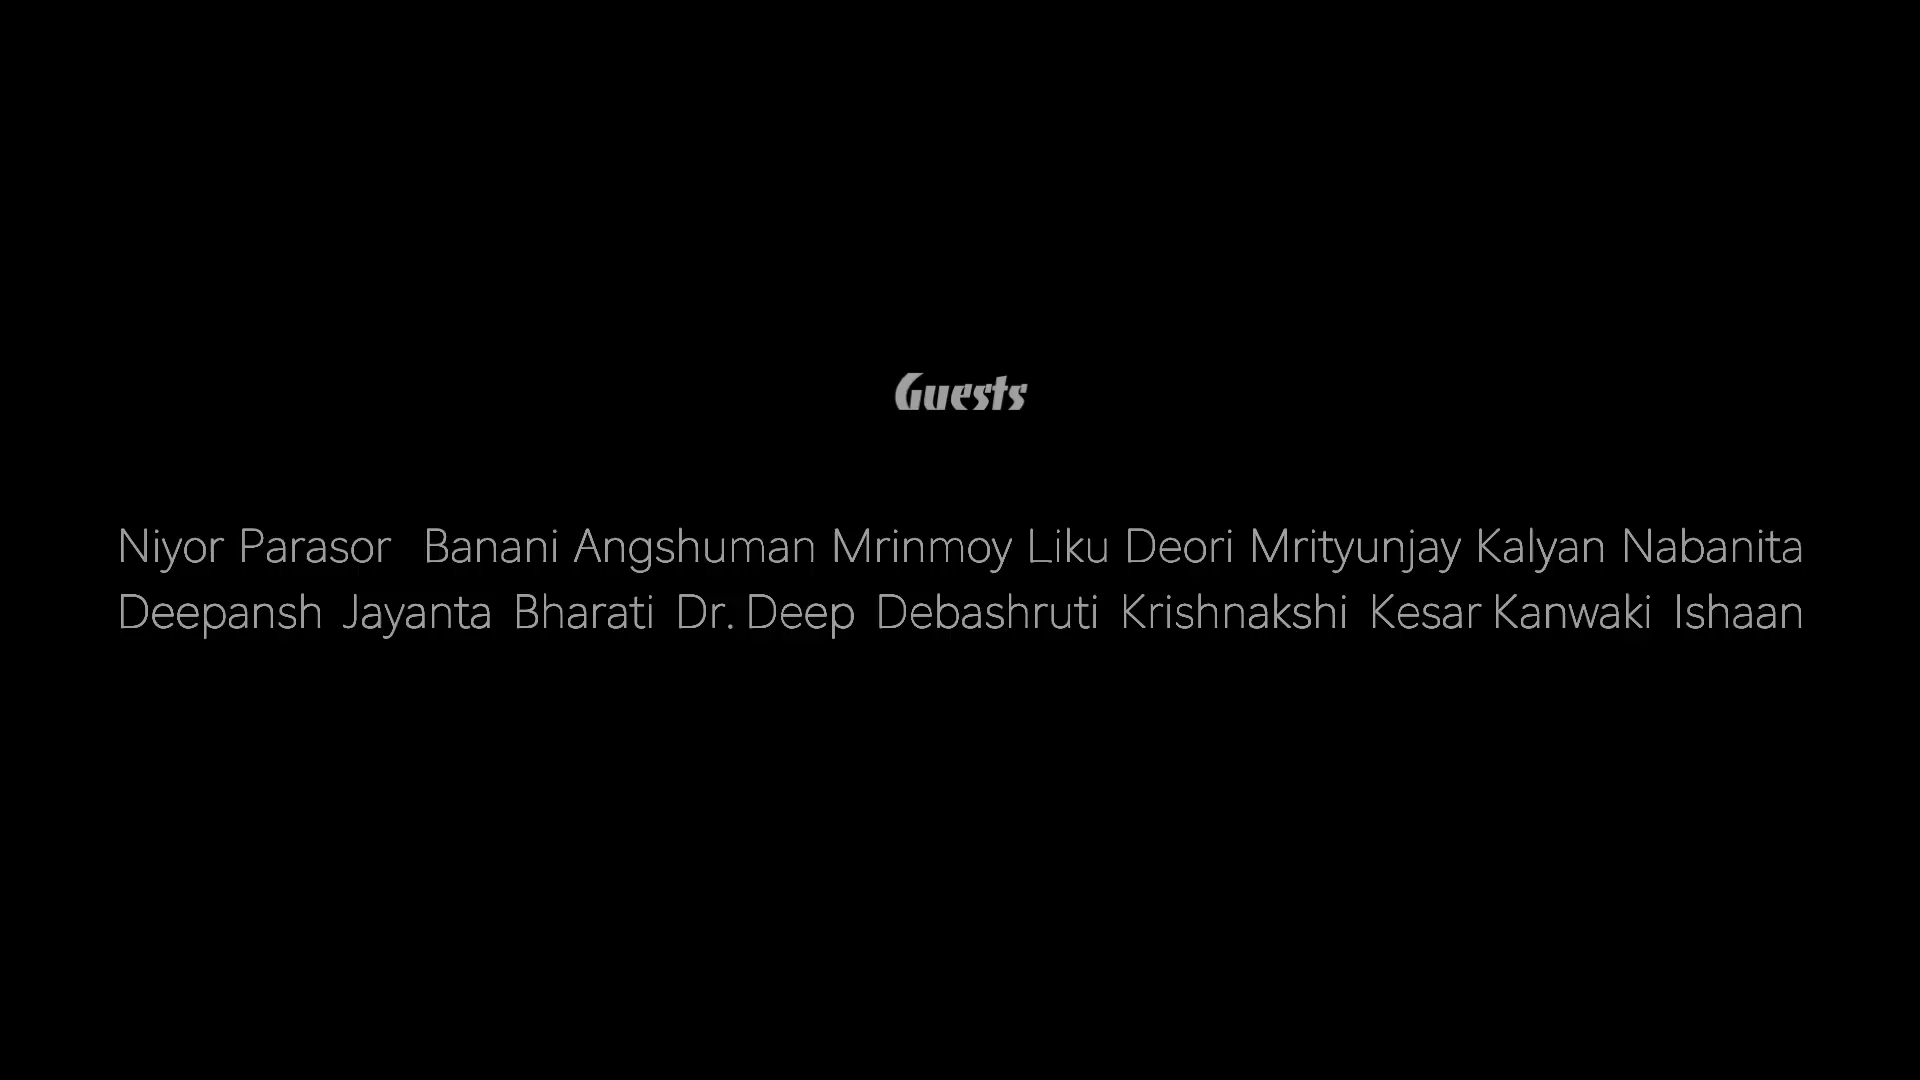 Guests
Niyor Parasor Banani Angshuman Mrinmoy Liku Deori Mrityunjay Kalyan Nabanita
Deepansh Jayanta Bharati Dr. Deep Debashruti Krishnakshi Kesar Kanwaki Ishaan